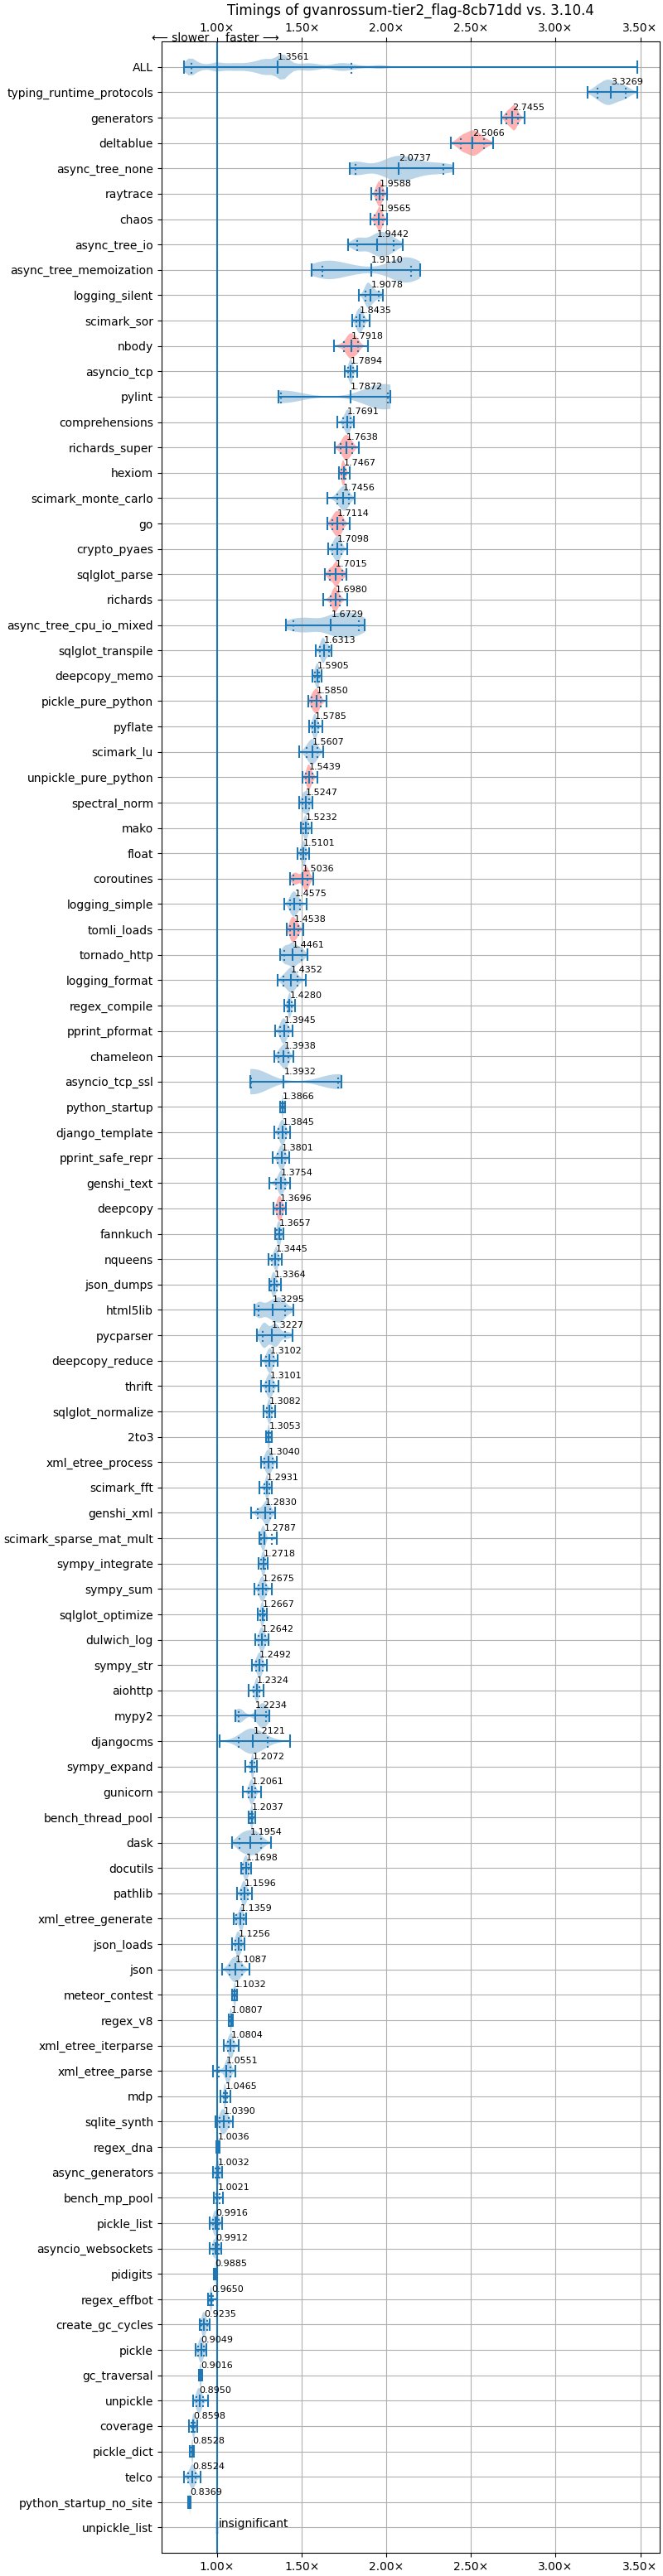 Timings of gvanrossum-tier2_flag-8cb71dd vs. 3.10.4
1.00× 1.50× 2.00× 2.50× 3.00× 3.50×
⟵ slower faster ⟶
ALL 1.3561
typing_runtime_protocols 3.3269
generators 2.7455
deltablue 2.5066
async_tree_none 2.0737
raytrace 1.9588
chaos 1.9565
async_tree_io 1.9442
async_tree_memoization 1.9110
logging_silent 1.9078
scimark_sor 1.8435
nbody 1.7918
asyncio_tcp 1.7894
pylint 1.7872
comprehensions 1.7691
richards_super 1.7638
hexiom 1.7467
scimark_monte_carlo 1.7456
go 1.7114
crypto_pyaes 1.7098
sqlglot_parse 1.7015
richards 1.6980
async_tree_cpu_io_mixed 1.6729
sqlglot_transpile 1.6313
deepcopy_memo 1.5905
pickle_pure_python 1.5850
pyflate 1.5785
scimark_lu 1.5607
unpickle_pure_python 1.5439
spectral_norm 1.5247
mako 1.5232
float 1.5101
coroutines 1.5036
logging_simple 1.4575
tomli_loads 1.4538
tornado_http 1.4461
logging_format 1.4352
regex_compile 1.4280
pprint_pformat 1.3945
chameleon 1.3938
asyncio_tcp_ssl 1.3932
python_startup 1.3866
django_template 1.3845
pprint_safe_repr 1.3801
genshi_text 1.3754
deepcopy 1.3696
fannkuch 1.3657
nqueens 1.3445
json_dumps 1.3364
html5lib 1.3295
pycparser 1.3227
deepcopy_reduce 1.3102
thrift 1.3101
sqlglot_normalize 1.3082
2to3 1.3053
xml_etree_process 1.3040
scimark_fft 1.2931
genshi_xml 1.2830
scimark_sparse_mat_mult 1.2787
sympy_integrate 1.2718
sympy_sum 1.2675
sqlglot_optimize 1.2667
dulwich_log 1.2642
sympy_str 1.2492
aiohttp 1.2324
mypy2 1.2234
djangocms 1.2121
sympy_expand 1.2072
gunicorn 1.2061
bench_thread_pool 1.2037
dask 1.1954
docutils 1.1698
pathlib 1.1596
xml_etree_generate 1.1359
json_loads 1.1256
json 1.1087
meteor_contest 1.1032
regex_v8 1.0807
xml_etree_iterparse 1.0804
xml_etree_parse 1.0551
mdp 1.0465
sqlite_synth 1.0390
regex_dna 1.0036
async_generators 1.0032
bench_mp_pool 1.0021
pickle_list 0.9916
asyncio_websockets 0.9912
pidigits 0.9885
regex_effbot 0.9650
create_gc_cycles 0.9235
pickle 0.9049
gc_traversal 0.9016
unpickle 0.8950
coverage 0.8598
pickle_dict 0.8528
telco 0.8524
python_startup_no_site 0.8369
unpickle_list insignificant
1.00× 1.50× 2.00× 2.50× 3.00× 3.50×